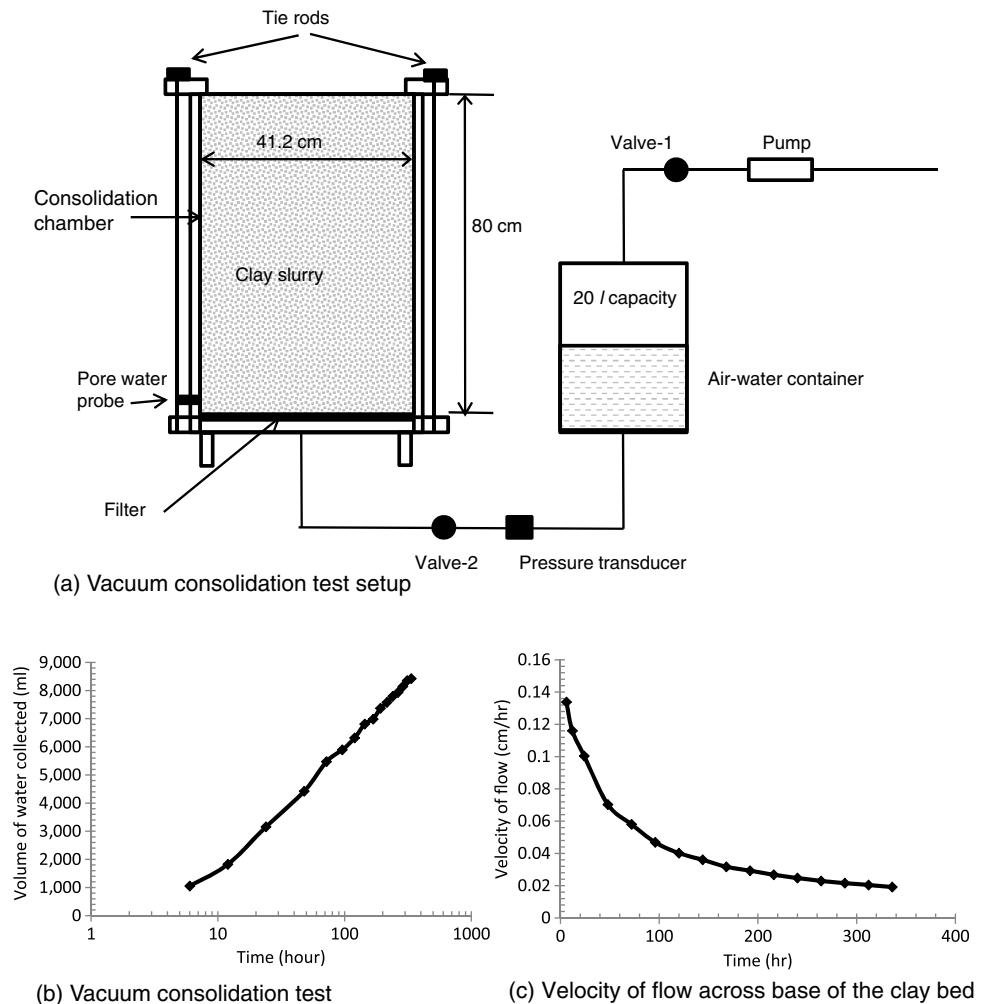 Tie rods
41.2 cm
Valve-1
Pump
Consolidation
chamber
80 cm
Clay slurry
20 l capacity
Pore water
probe
Air-water container
Filter
Valve-2
Pressure transducer
(a) Vacuum consolidation test setup
Volume of water collected (ml)
9,000
8,000
7,000
6,000
5,000
4,000
3,000
2,000
1,000
0
1
10
100
1000
Time (hour)
(b) Vacuum consolidation test
Velocity of flow (cm/hr)
0.16
0.14
0.12
0.1
0.08
0.06
0.04
0.02
0
0
100
200
300
400
Time (hr)
(c) Velocity of flow across base of the clay bed